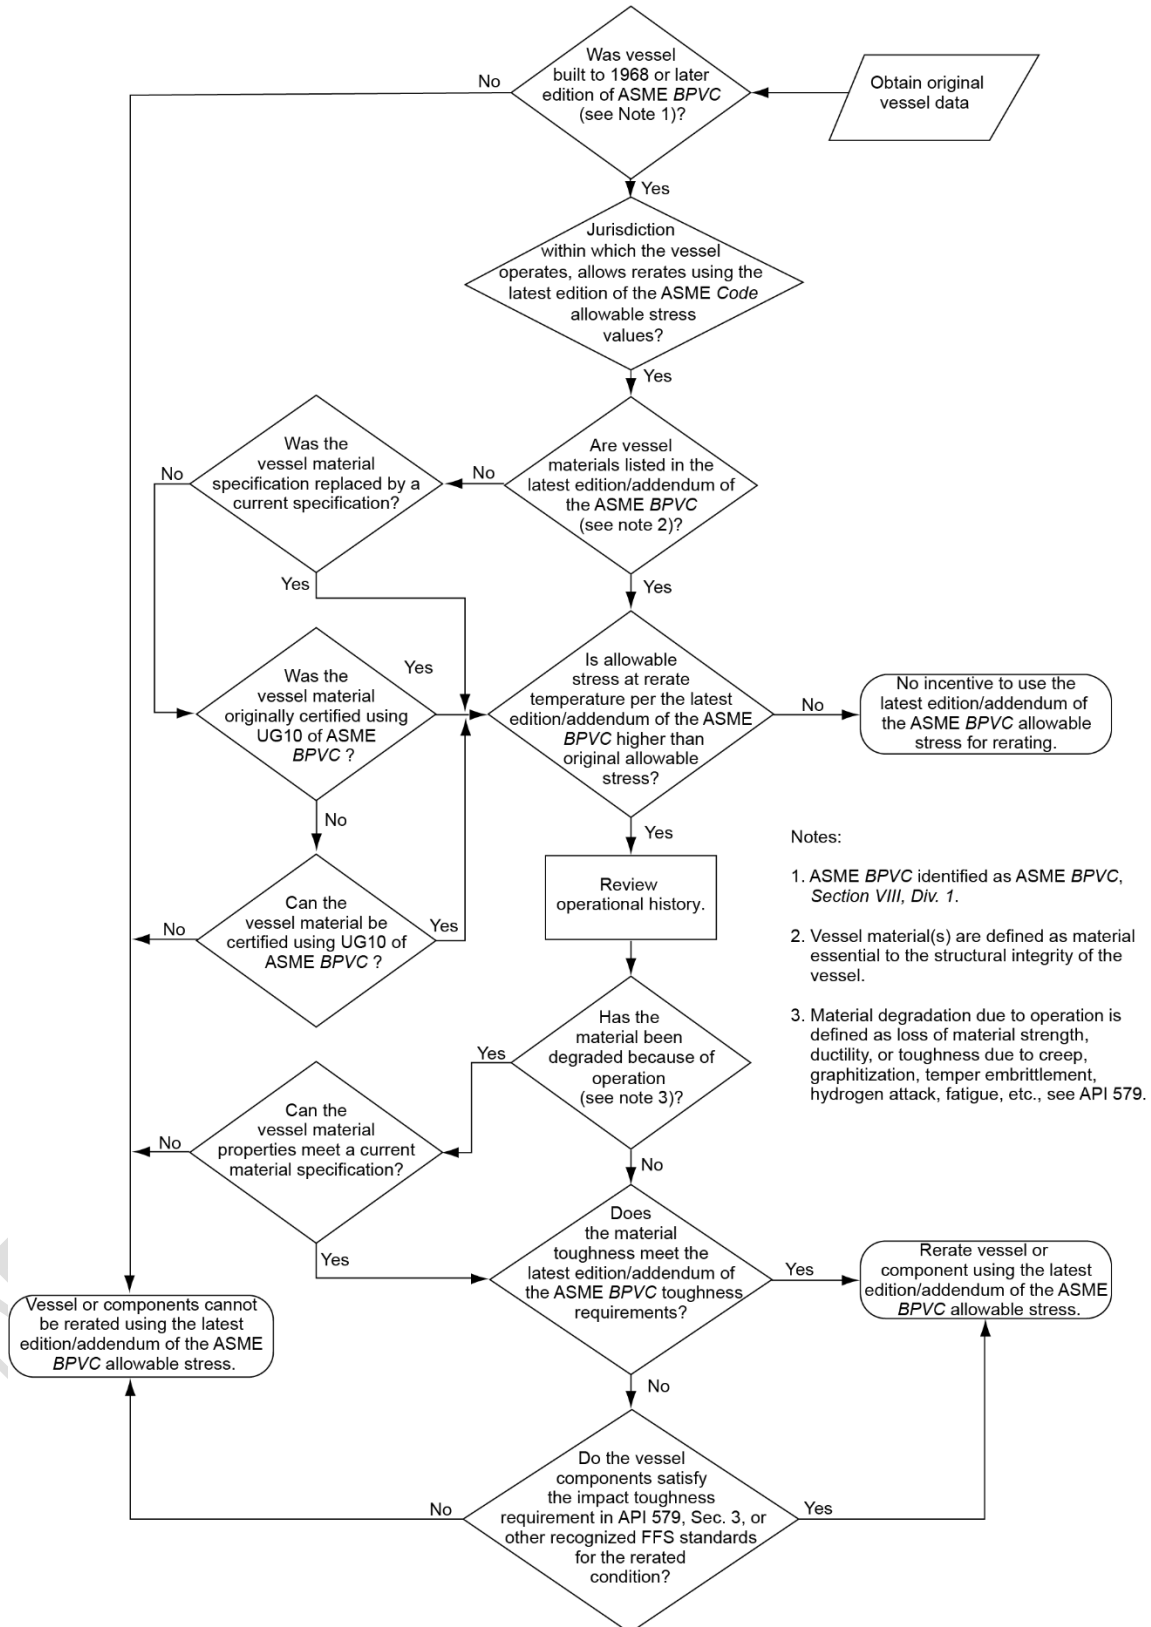 Was vessel
built to 1968 or later
edition of ASME BPVC
(see Note 1)?
No
Obtain original
vessel data
Yes
Jurisdiction
within which the vessel
operates, allows rerates using the
latest edition of the ASME Code
allowable stress
values?
Yes
Are vessel
materials listed in the
latest edition/addendum of
the ASME BPVC
(see note 2)?
No
Was the
vessel material
specification replaced by a
current specification?
No
Yes
Yes
Was the
vessel material
originally certified using
UG10 of ASME
BPVC ?
Yes
Is allowable
stress at rerate
temperature per the latest
edition/addendum of the ASME
BPVC higher than
original allowable
stress?
No
No incentive to use the
latest edition/addendum of
the ASME BPVC allowable
stress for rerating.
No
Yes
Can the
vessel material be
certified using UG10 of
ASME BPVC ?
No
Yes
Review
operational history.
Notes:
1. ASME BPVC identified as ASME BPVC,
Section VIII, Div. 1.
2. Vessel material(s) are defined as material
essential to the structural integrity of the
vessel.
3. Material degradation due to operation is
defined as loss of material strength,
ductility, or toughness due to creep,
graphitization, temper embrittlement,
hydrogen attack, fatigue, etc., see API 579.
Has the
material been
degraded because of
operation
(see note 3)?
Yes
Can the
vessel material
properties meet a current
material specification?
No
No
Yes
Does
the material
toughness meet the
latest edition/addendum of
the ASME BPVC toughness
requirements?
Yes
Rerate vessel or
component using the latest
edition/addendum of the ASME
BPVC allowable stress.
Vessel or components cannot
be rerated using the latest
edition/addendum of the ASME
BPVC allowable stress.
No
Do the vessel
components satisfy
the impact toughness
requirement in API 579, Sec. 3, or
other recognized FFS standards
for the rerated
condition?
No
Yes